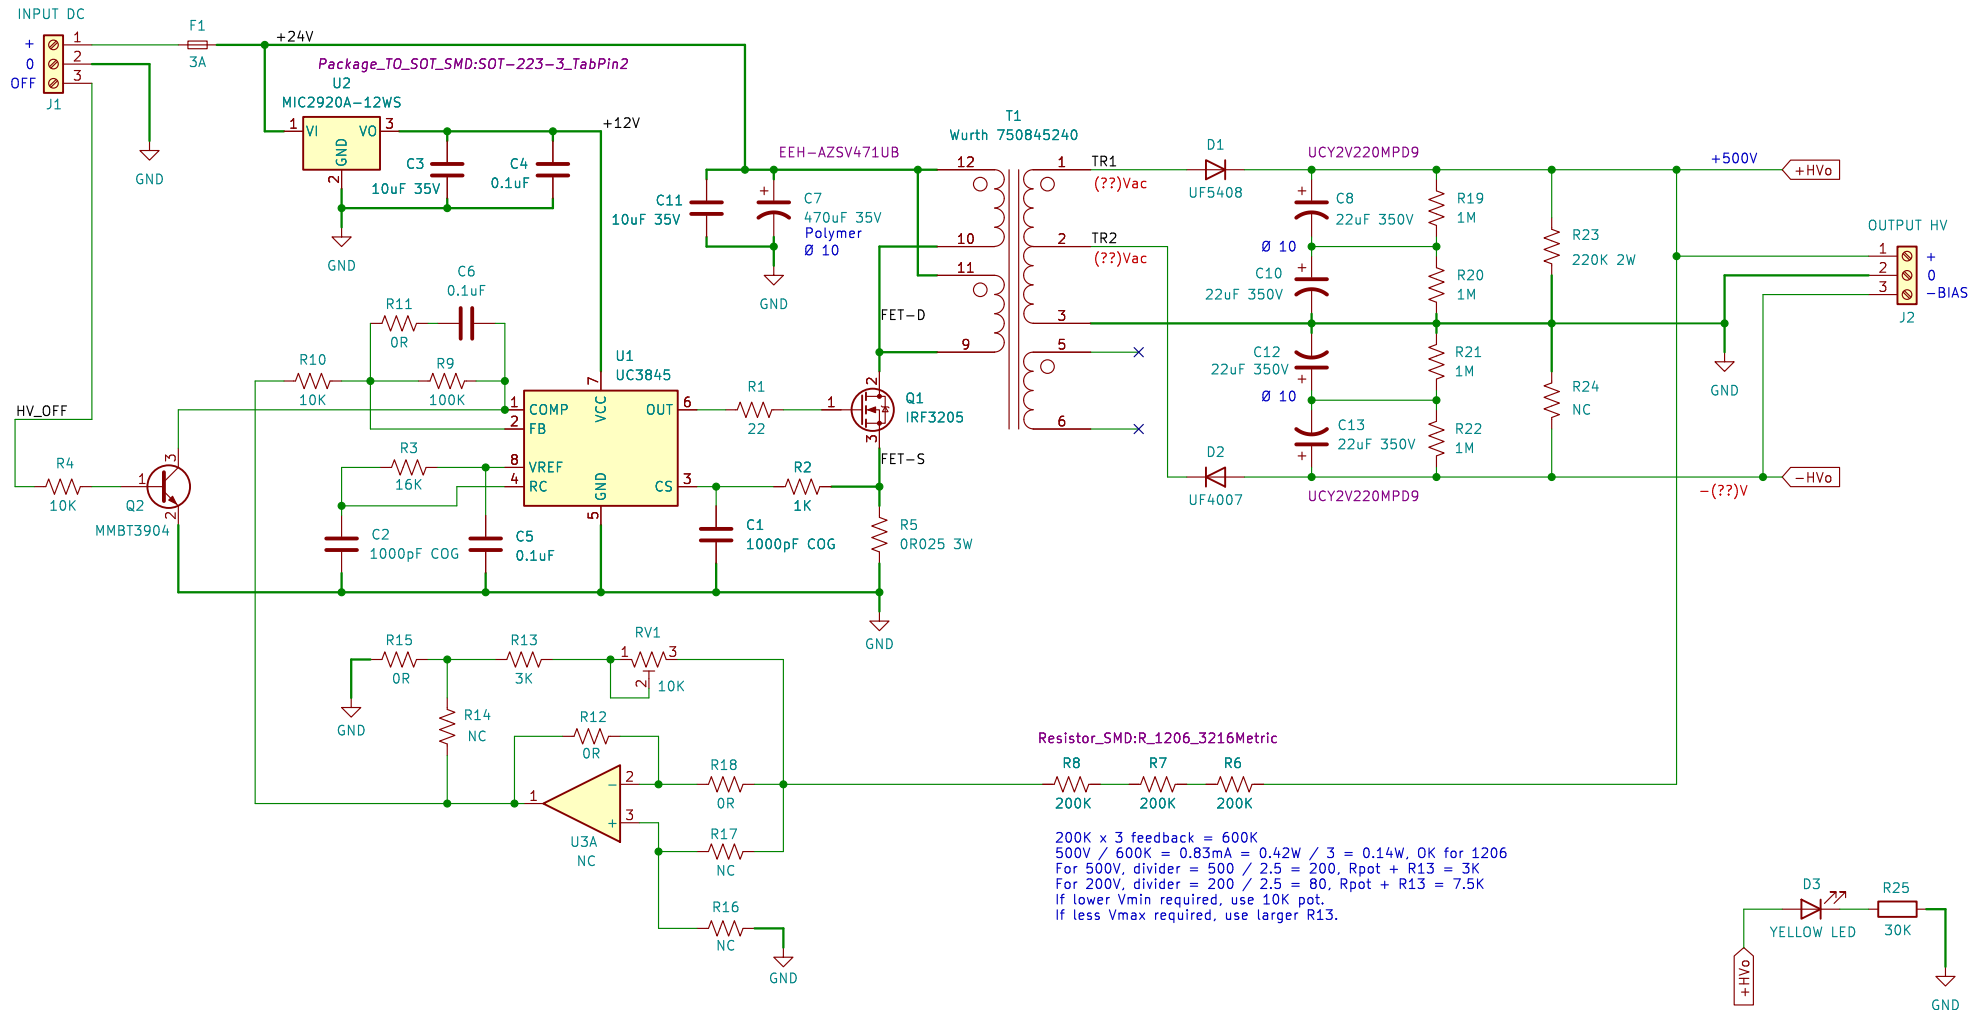 INPUT DC
+
0
OFF
1
2
3
J1
F1
3A
+24V
Package_TO_SOT_SMD:SOT-223-3_TabPin2
U2
MIC2920A-12WS
1
VI
VO
3
GND
2
+12V
C3
10uF 35V
C4
0.1uF
GND
GND
C6
0.1uF
R11
0R
R10
10K
R9
100K
HV_OFF
R4
10K
1
3
2
Q2
MMBT3904
R3
16K
C2
1000pF COG
C5
0.1uF
U1
UC3845
7
VCC
1
COMP
2
FB
8
VREF
4
RC
GND
5
OUT
6
CS
3
R1
22
R2
1K
C1
1000pF COG
1
2
3
Q1
IRF3205
FET-D
FET-S
R5
0R025 3W
GND
EEH-AZSV471UB
C11
10uF 35V
C7
470uF 35V
Polymer
Ø 10
+
GND
T1
Wurth 750845240
12
10
11
9
1
2
3
5
6
TR1
(??)Vac
TR2
(??)Vac
D1
UF5408
D2
UF4007
UCY2V220MPD9
+
C8
22uF 350V
Ø 10
+
C10
22uF 350V
C12
22uF 350V
+
Ø 10
C13
22uF 350V
+
UCY2V220MPD9
R19
1M
R20
1M
R21
1M
R22
1M
R23
220K 2W
R24
NC
+500V
+HVo
-(??)V
-HVo
OUTPUT HV
1
2
3
+
0
-BIAS
J2
GND
R15
0R
R13
3K
RV1
1
3
2
10K
GND
R14
NC
R12
0R
1
2
-
3
+
U3A
NC
R18
0R
R17
NC
R16
NC
GND
Resistor_SMD:R_1206_3216Metric
R8
200K
R7
200K
R6
200K
200K x 3 feedback = 600K
500V / 600K = 0.83mA = 0.42W / 3 = 0.14W, OK for 1206
For 500V, divider = 500 / 2.5 = 200, Rpot + R13 = 3K
For 200V, divider = 200 / 2.5 = 80, Rpot + R13 = 7.5K
If lower Vmin required, use 10K pot.
If less Vmax required, use larger R13.
D3
YELLOW LED
R25
30K
+HVo
GND